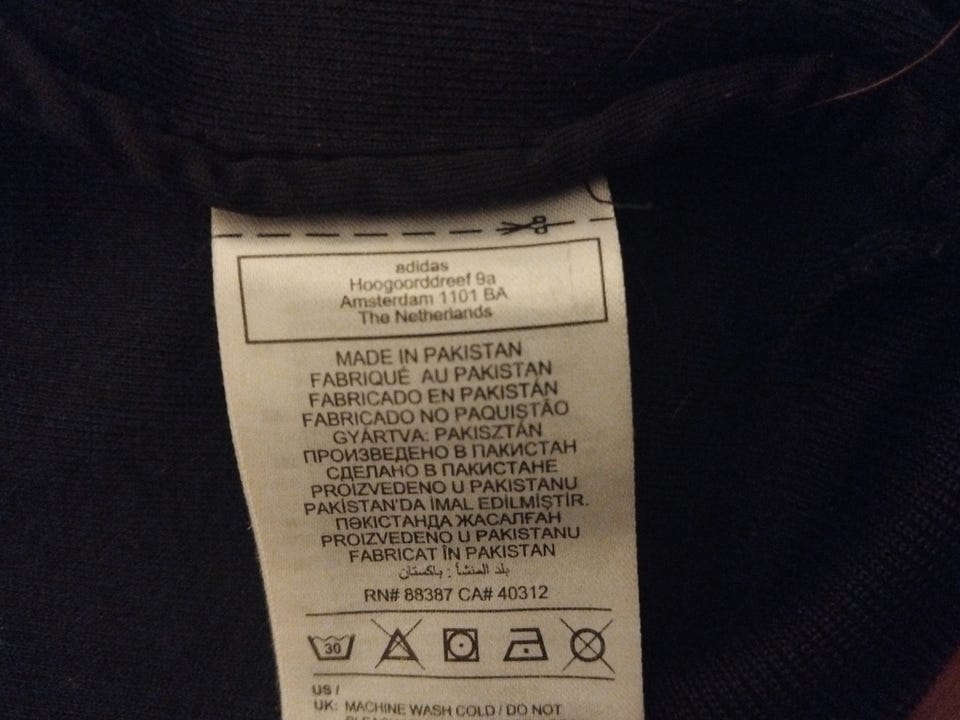 adidas
Hoogoorddreef 9a
Amsterdam 1101 BA
The Netherlands
MADE IN PAKISTAN
FABRIQUÉ AU PAKISTAN
FABRICADO EN PAKISTÁN
FABRICADO NO PAQUISTÃO
GYÁRTVA: PAKISZTÁN
ПРОИЗВЕДЕНО В ПАКИСТАН
СДЕЛАНО В ПАКИСТАНЕ
PROIZVEDENO U PAKISTANU
PAKİSTAN'DA İMAL EDİLMİŞTİR.
ПӘКІСТАНДА ЖАСАЛҒАН
PROIZVEDENO U PAKISTANU
FABRICAT ÎN PAKISTAN
بلد المنشأ : باكستان
RN# 88387 CA# 40312
30
US /
UK: MACHINE WASH COLD / DO NOT